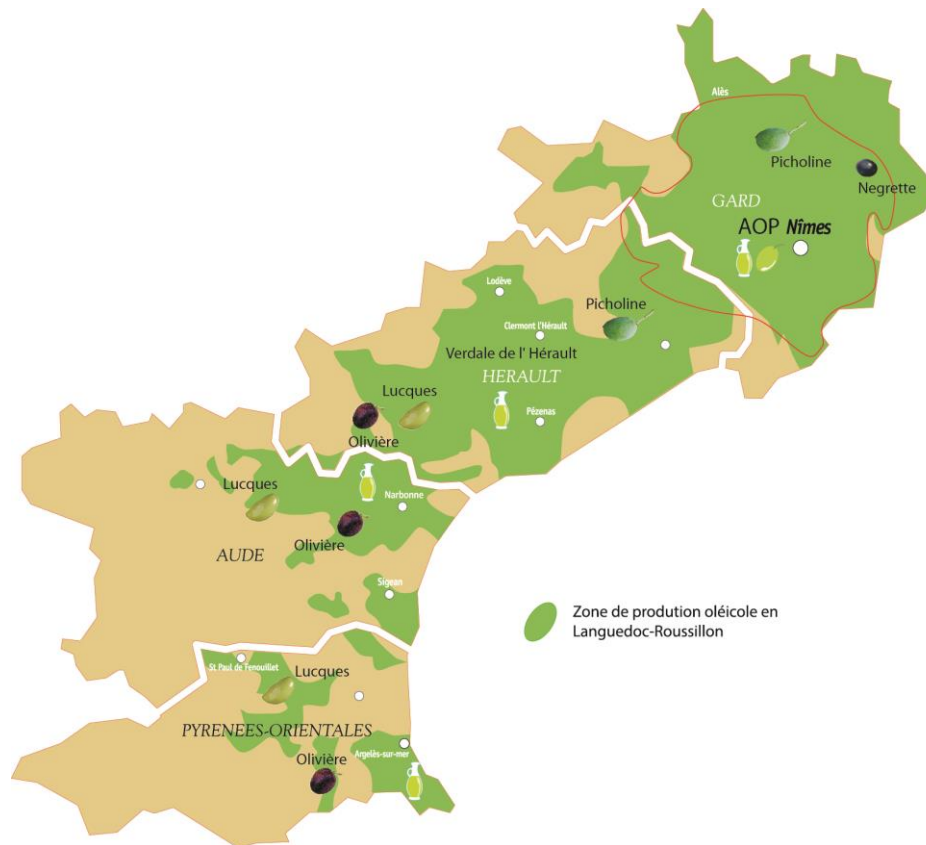 Alès
Picholine
Negrette
GARD
AOP Nîmes
Lodève
Picholine
Clermont l'Hérault
Verdale de l' Hérault
HERAULT
Lucques
Pézenas
Olivière
Lucques
Narbonne
Olivière
AUDE
Sigean
Zone de prodution oléicole en
Languedoc-Roussillon
St Paul de Fenouillet
Lucques
PYRENEES-ORIENTALES
Argelès-sur-mer
Olivière